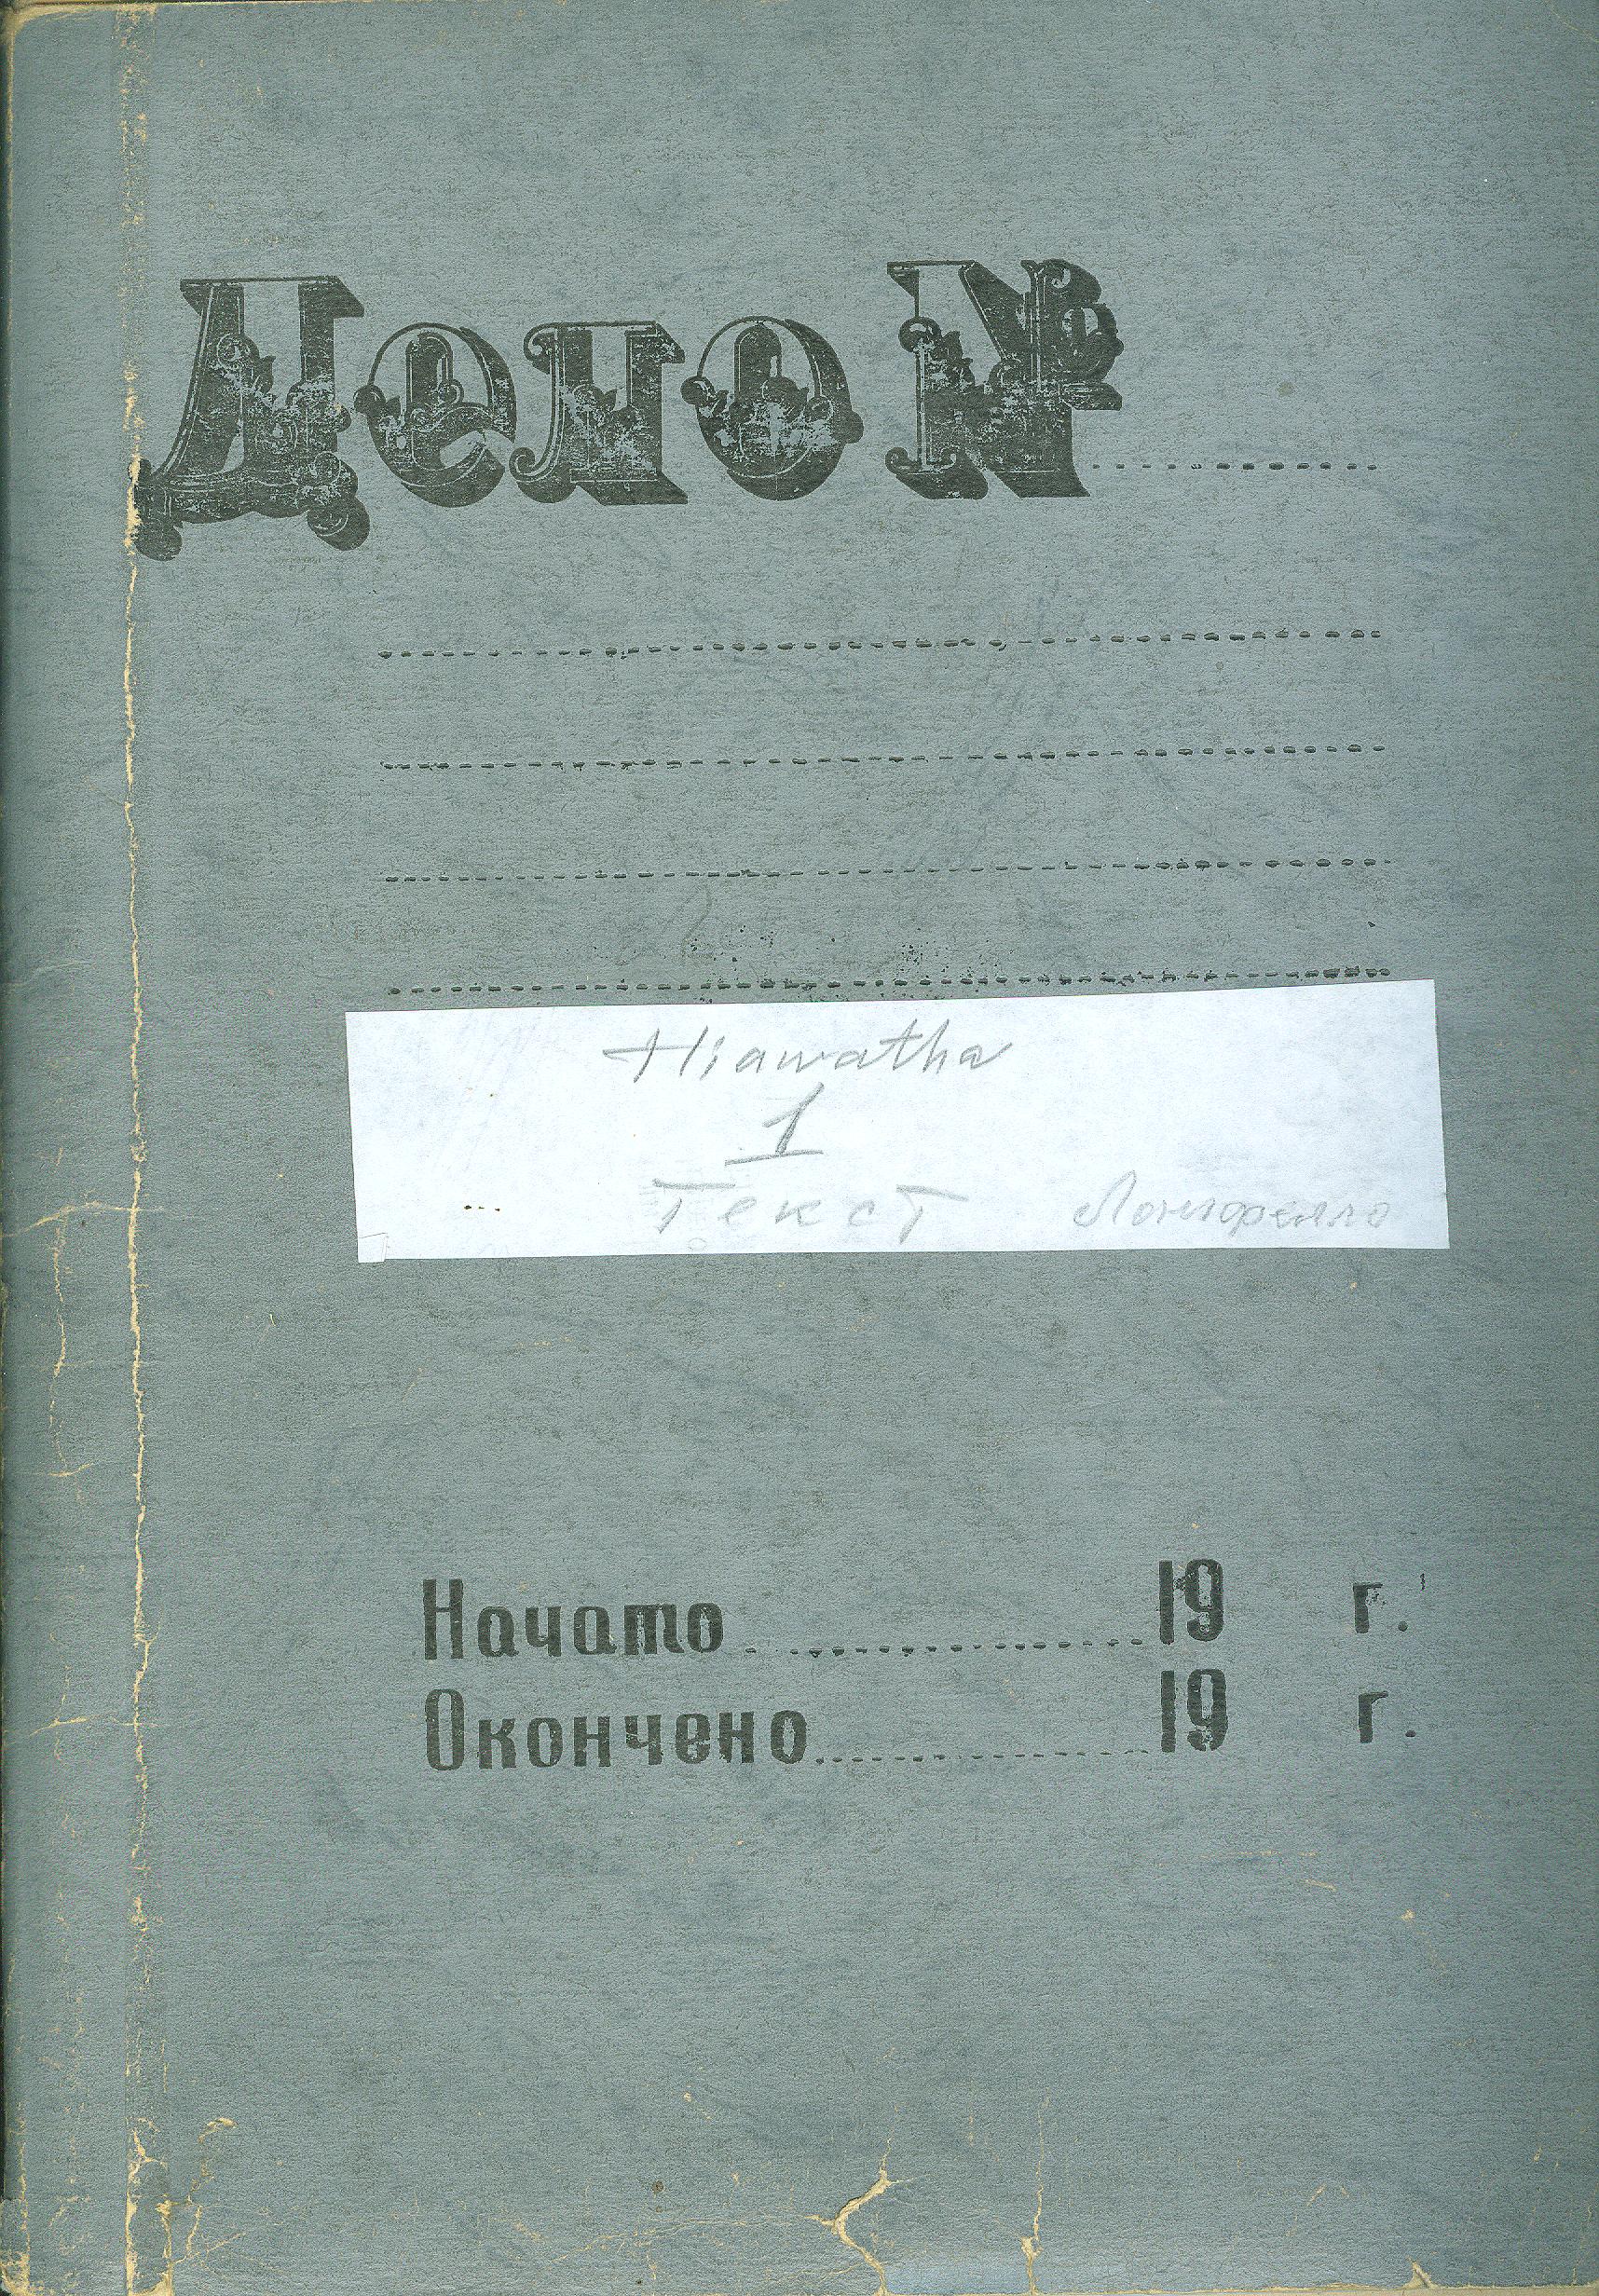 Дело №
Hiawatha
1
Текст Лонгфелло
Начато 19 г.
Окончено 19 г.